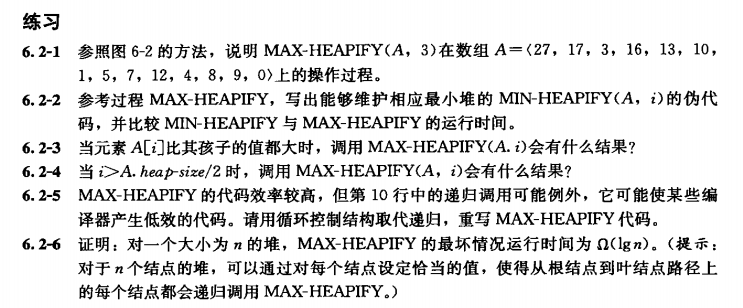 练习
6.2-1 参照图 6-2 的方法，说明 MAX-HEAPIFY(A，3)在数组 A=〈27，17，3，16，13，10，
1，5，7，12，4，8，9，0〉上的操作过程。
6.2-2 参考过程 MAX-HEAPIFY，写出能够维护相应最小堆的 MIN-HEAPIFY(A，i)的伪代
码，并比较 MIN-HEAPIFY 与 MAX-HEAPIFY 的运行时间。
6.2-3 当元素 A[i]比其孩子的值都大时，调用 MAX-HEAPIFY(A. i)会有什么结果？
6.2-4 当 i>A. heap-size/2 时，调用 MAX-HEAPIFY(A，i)会有什么结果？
6.2-5 MAX-HEAPIFY 的代码效率较高，但第 10 行中的递归调用可能例外，它可能使某些编
译器产生低效的代码。请用循环控制结构取代递归，重写 MAX-HEAPIFY 代码。
6.2-6 证明：对一个大小为 n 的堆，MAX-HEAPIFY 的最坏情况运行时间为 Ω(lgn)。(提示：
对于 n 个结点的堆，可以通过对每个结点设定恰当的值，使得从根结点到叶结点路径上
的每个结点都会递归调用 MAX-HEAPIFY。)